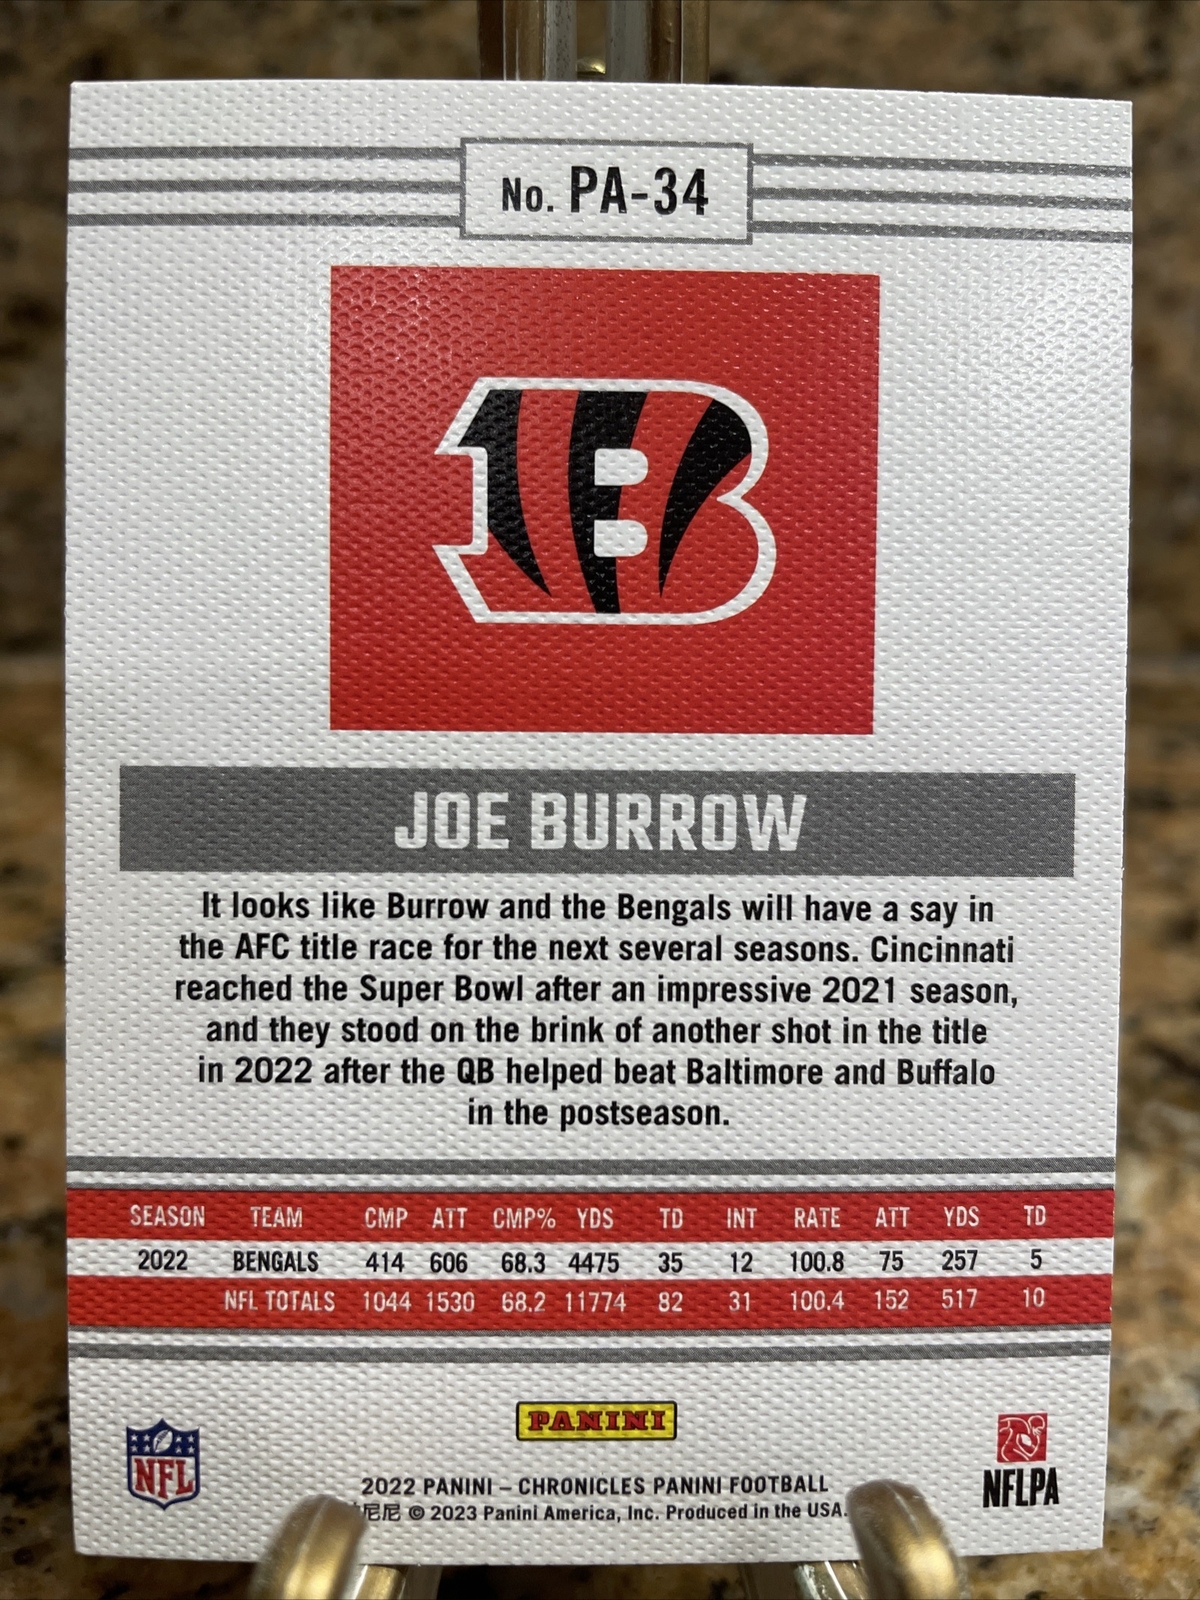 No. PA-34
B
JOE BURROW
It looks like Burrow and the Bengals will have a say in
the AFC title race for the next several seasons. Cincinnati
reached the Super Bowl after an impressive 2021 season,
and they stood on the brink of another shot in the title
in 2022 after the QB helped beat Baltimore and Buffalo
in the postseason.
SEASON TEAM CMP ATT CMP% YDS TD INT RATE ATT YDS TD
2022 BENGALS 414 606 68.3 4475 35 12 100.8 75 257 5
NFL TOTALS 1044 1530 68.2 11774 82 31 100.4 152 517 10
PANINI
NFL
NFLPA
2022 PANINI – CHRONICLES PANINI FOOTBALL
尼尼 © 2023 Panini America, Inc. Produced in the USA.